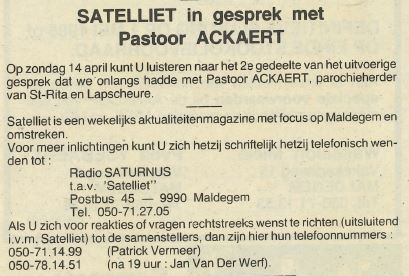 SATELLIET in gesprek met
Pastoor ACKAERT
Op zondag 14 april kunt U luisteren naar het 2e gedeelte van het uitvoerige
gesprek dat we onlangs hadde met Pastoor ACKAERT, parochieherder
van St-Rita en Lapscheure.
Satelliet is een wekelijks aktualiteitenmagazine met focus op Maldegem en
omstreken.
Voor meer inlichtingen kunt U zich hetzij schriftelijk hetzij telefonisch wen-
den tot :
Radio SATURNUS
t.a.v. 'Satelliet''
Postbus 45 — 9990 Maldegem
Tel. 050-71.27.05
Als U zich voor reakties of vragen rechtstreeks wenst te richten (uitsluitend
i.v.m. Satelliet) tot de samenstellers, dan zijn hier hun telefoonnummers :
050-71.14.99 (Patrick Vermeer)
050-78.14.51 (na 19 uur : Jan Van Der Werf).